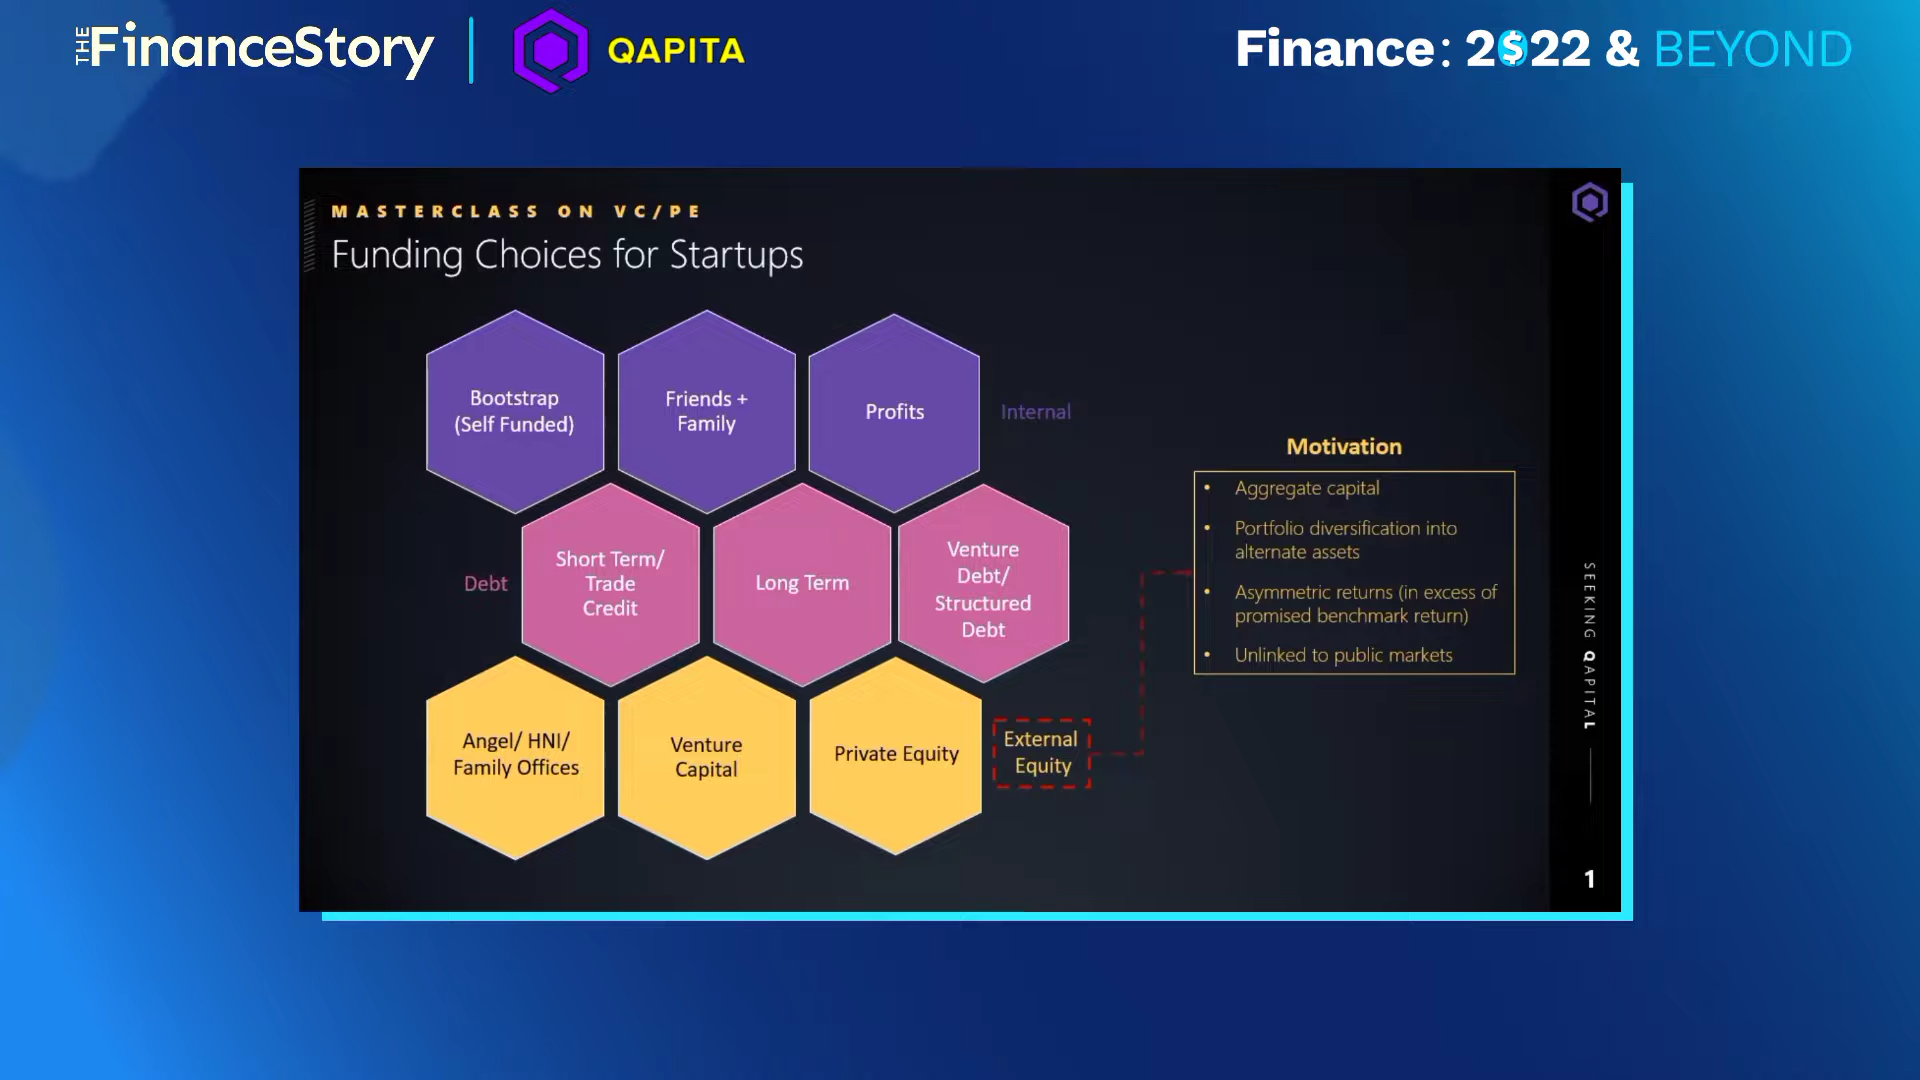 THE FinanceStory
QAPITA
Finance: 2$22 & BEYOND
MASTERCLASS ON VC/PE
Funding Choices for Startups
Bootstrap
(Self Funded)
Friends +
Family
Profits
Internal
Debt
Short Term/
Trade
Credit
Long Term
Venture
Debt/
Structured
Debt
Angel/ HNI/
Family Offices
Venture
Capital
Private Equity
External
Equity
Motivation
• Aggregate capital
• Portfolio diversification into
alternate assets
• Asymmetric returns (in excess of
promised benchmark return)
• Unlinked to public markets
SEEKING QAPITAL
1